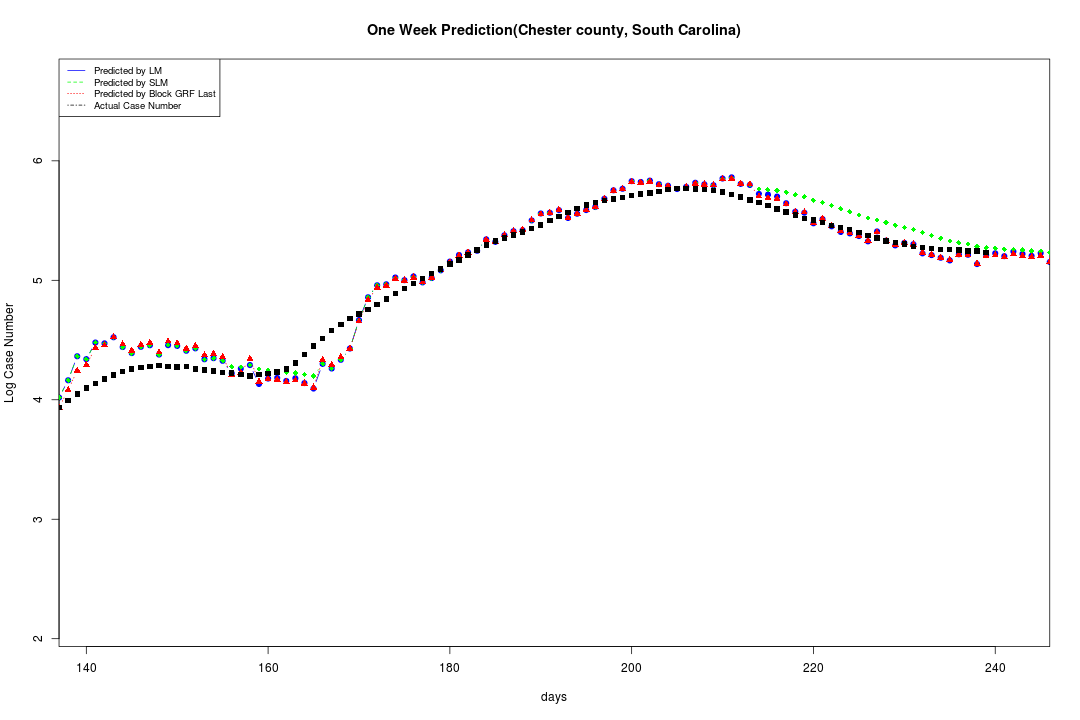 One Week Prediction(Chester county, South Carolina)
Predicted by LM
Predicted by SLM
Predicted by Block GRF Last
Actual Case Number
Log Case Number
6
5
4
3
2
140 160 180 200 220 240
days